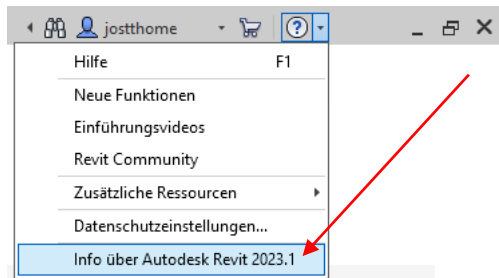 jostthome
Hilfe F1
Neue Funktionen
Einführungsvideos
Revit Community
Zusätzliche Ressourcen
Datenschutzeinstellungen...
Info über Autodesk Revit 2023.1